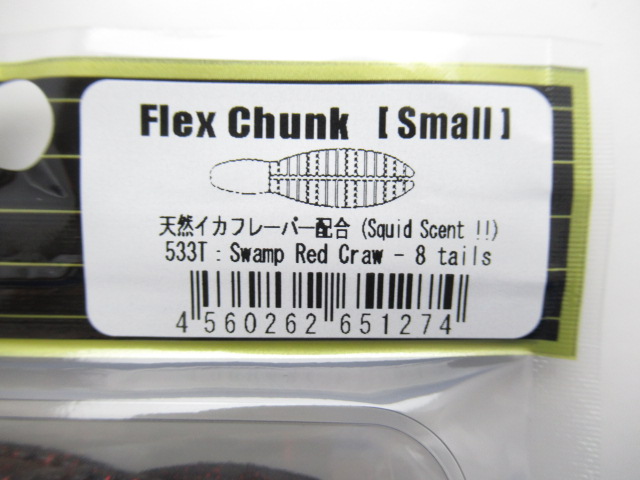 Flex Chunk [Small]
天然イカフレーバー配合 (Squid Scent !!)
533T : Swamp Red Craw - 8 tails
4 560262 651274